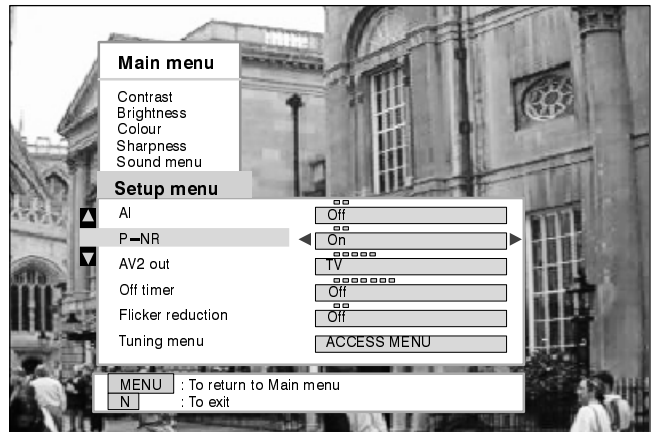 Main menu
Contrast
Brightness
Colour
Sharpness
Sound menu
Setup menu
AI Off
P–NR On
AV2 out TV
Off timer Off
Flicker reduction Off
Tuning menu ACCESS MENU
MENU : To return to Main menu
N : To exit